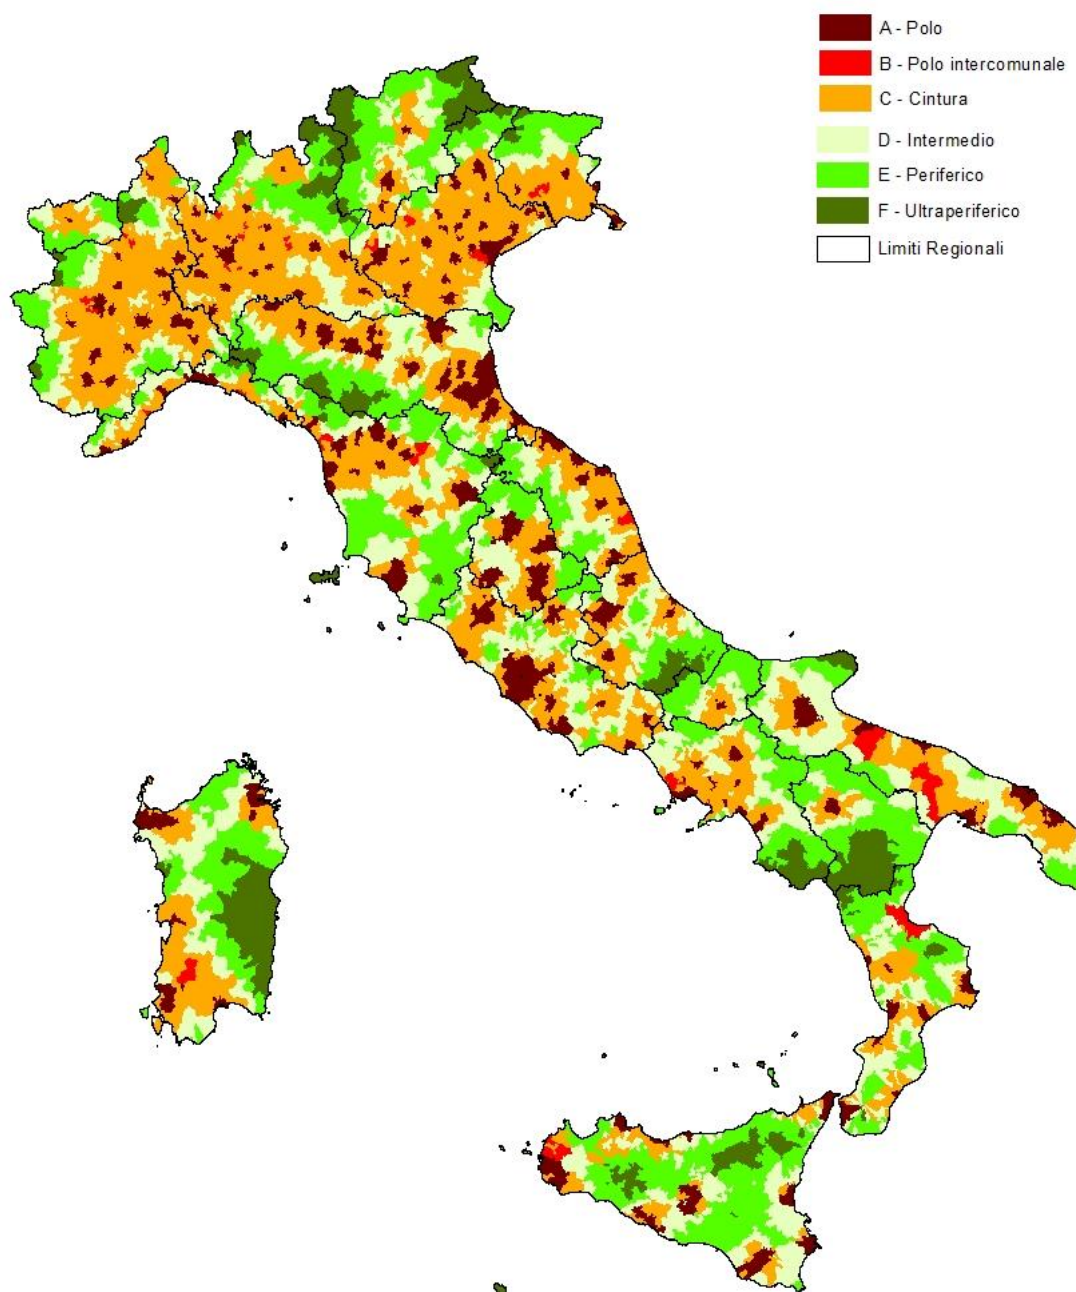 A - Polo
B - Polo intercomunale
C - Cintura
D - Intermedio
E - Periferico
F - Ultraperiferico
Limiti Regionali